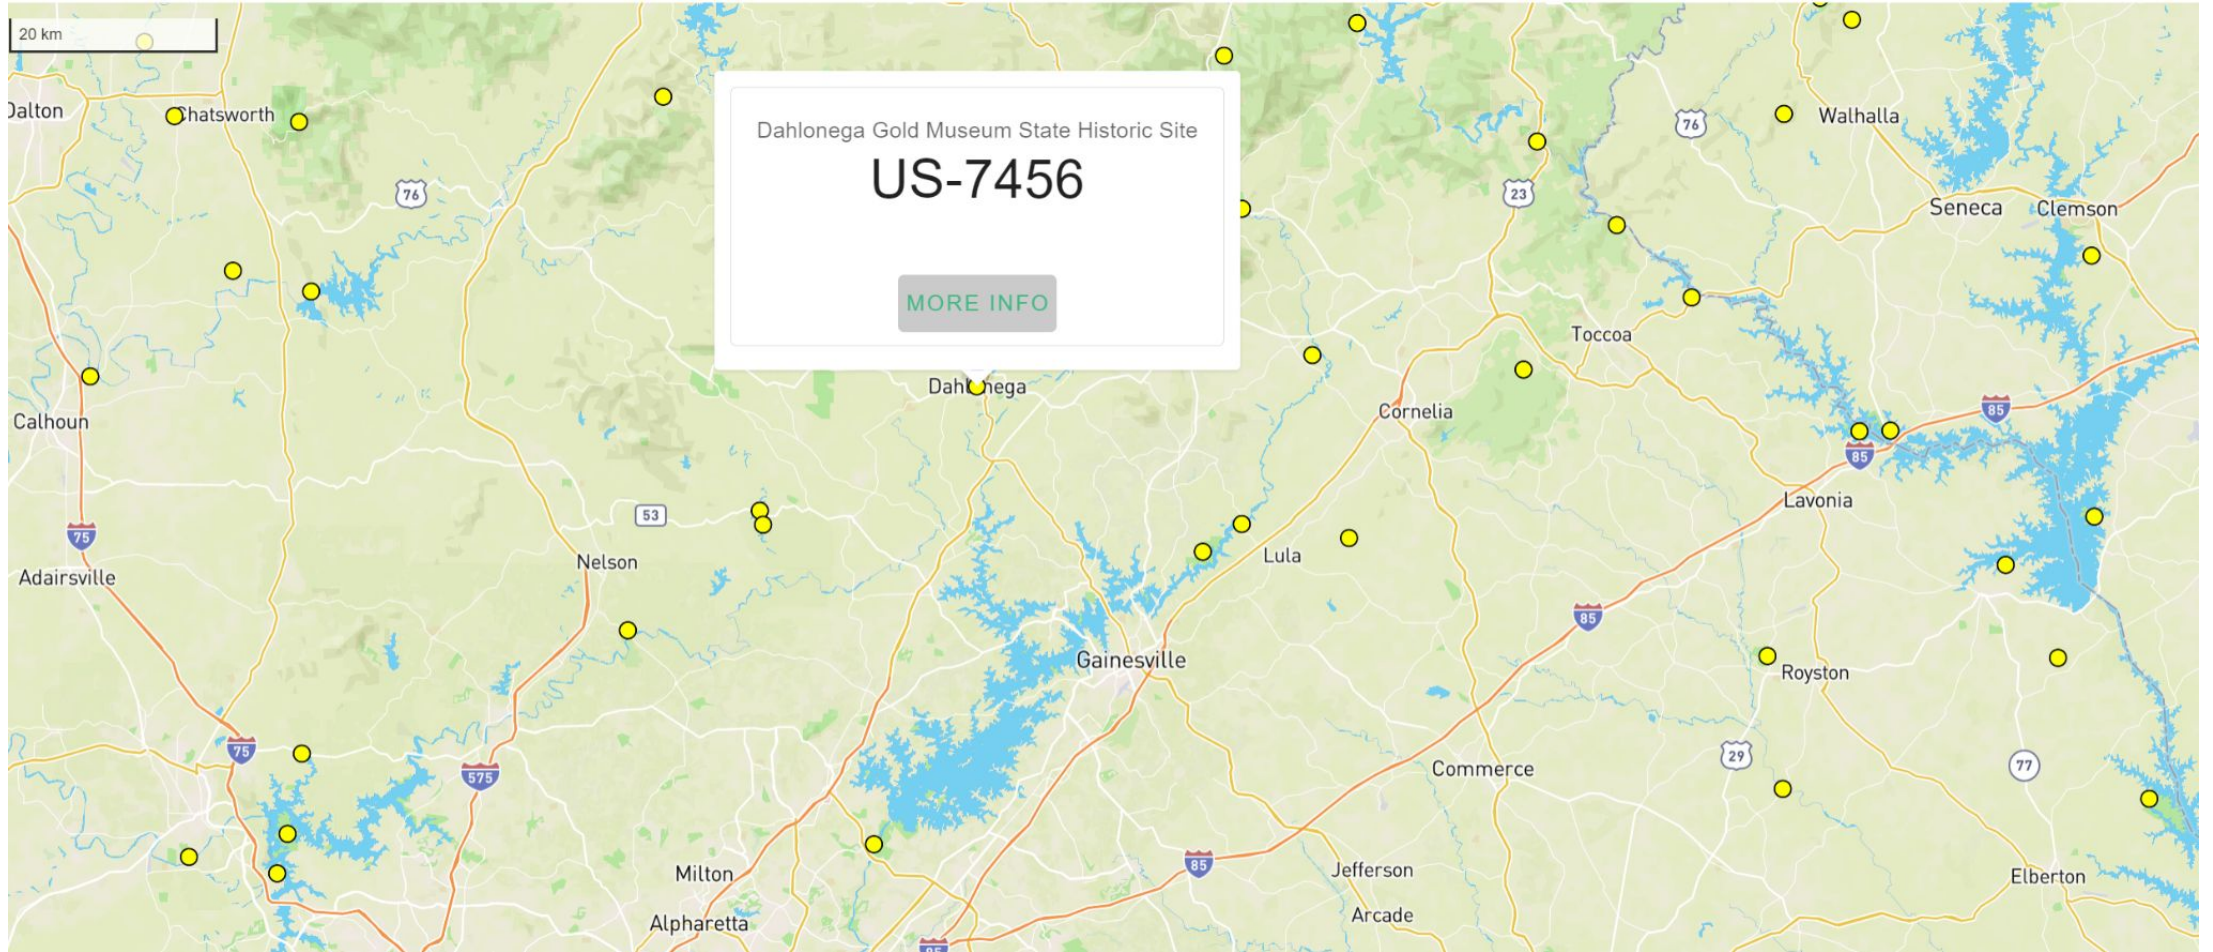 20 km
Dalton
Chatsworth
76
Dahlonega Gold Museum State Historic Site
US-7456
MORE INFO
76
Walhalla
23
Seneca
Clemson
Toccoa
Dahlonega
Cornelia
Calhoun
85
85
Lavonia
53
75
Nelson
Lula
Adairsville
85
Gainesville
Royston
75
575
29
77
Commerce
85
Milton
Jefferson
Elberton
Alpharetta
Arcade
85